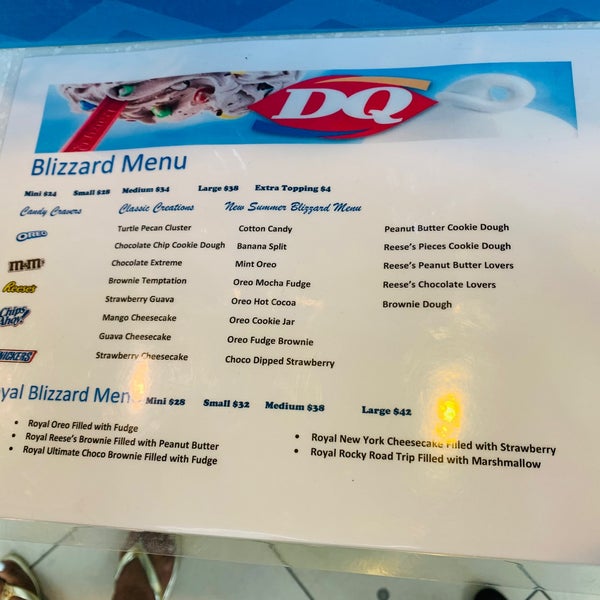 DQ
Blizzard Menu
Mini $24 Small $28 Medium $34 Large $38 Extra Topping $4
Candy Cravers Classic Creations New Summer Blizzard Menu
OREO
m&m's
Reese's
Chips Ahoy!
NICKERS
Turtle Pecan Cluster
Chocolate Chip Cookie Dough
Chocolate Extreme
Brownie Temptation
Strawberry Guava
Mango Cheesecake
Guava Cheesecake
Strawberry Cheesecake
Cotton Candy
Banana Split
Mint Oreo
Oreo Mocha Fudge
Oreo Hot Cocoa
Oreo Cookie Jar
Oreo Fudge Brownie
Choco Dipped Strawberry
Peanut Butter Cookie Dough
Reese's Pieces Cookie Dough
Reese's Peanut Butter Lovers
Reese's Chocolate Lovers
Brownie Dough
yal Blizzard Men Mini $28 Small $32 Medium $38 Large $42
• Royal Oreo Filled with Fudge
• Royal Reese's Brownie Filled with Peanut Butter
• Royal Ultimate Choco Brownie Filled with Fudge
• Royal New York Cheesecake Filled with Strawberry
• Royal Rocky Road Trip Filled with Marshmallow